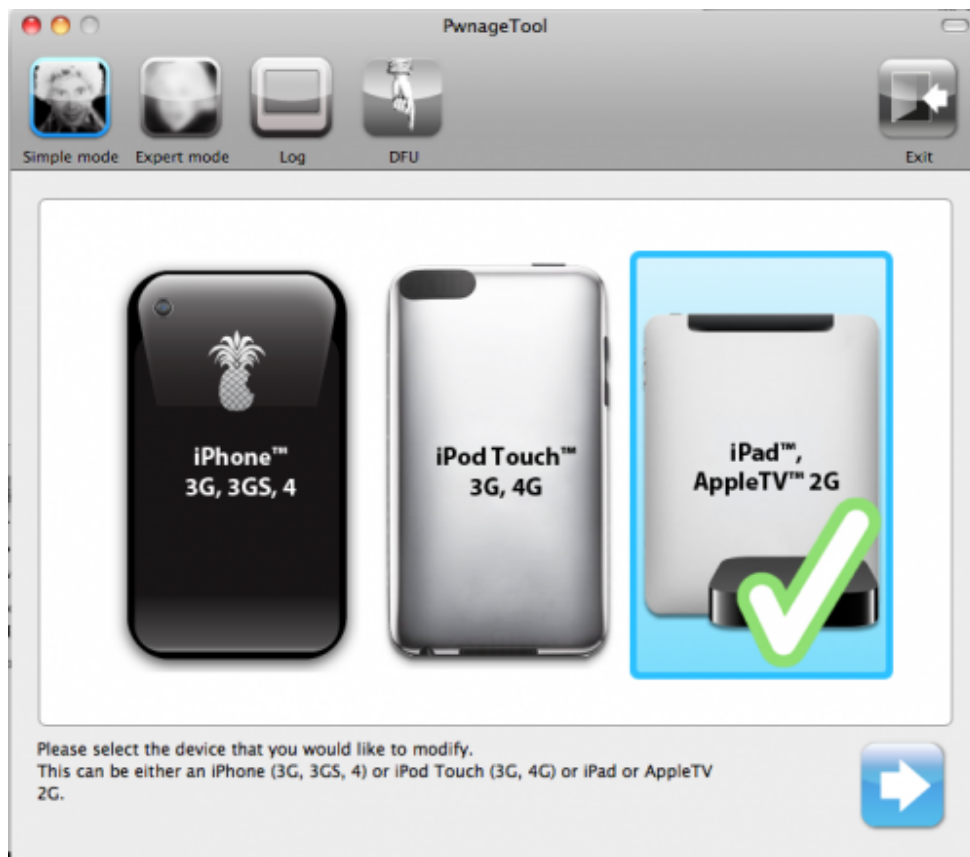 PwnageTool
Simple mode
Expert mode
Log
DFU
Exit
iPhone™
3G, 3GS, 4
iPod Touch™
3G, 4G
iPad™,
AppleTV™ 2G
Please select the device that you would like to modify.
This can be either an iPhone (3G, 3GS, 4) or iPod Touch (3G, 4G) or iPad or AppleTV
2G.